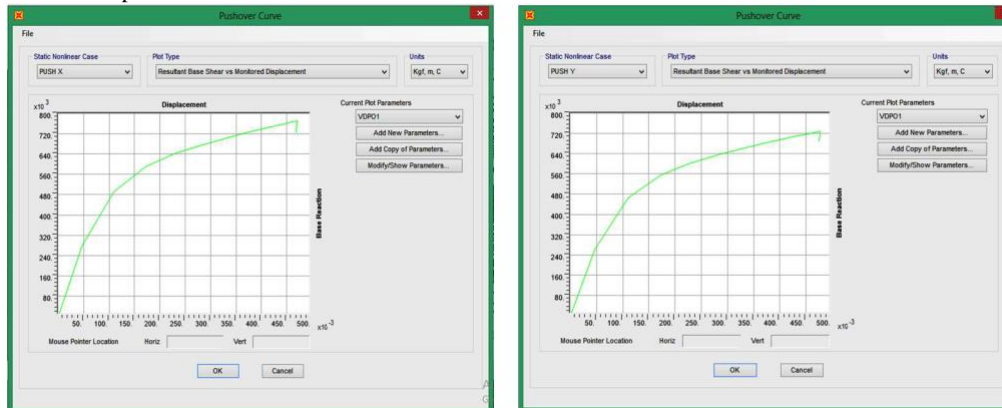 Pushover Curve
File
Static Nonlinear Case
PUSH X
Plot Type
Resultant Base Shear vs Monitored Displacement
Units
Kgf, m, C
Current Plot Parameters
VDPO1
Add New Parameters...
Add Copy of Parameters...
Modify/Show Parameters...
x10 3
Displacement
800.
720.
640.
560.
480.
400.
320.
240.
160.
80.
Base Reaction
50. 100. 150. 200. 250. 300. 350. 400. 450. 500. x10 -3
Mouse Pointer Location Horiz Vert
OK Cancel
Pushover Curve
File
Static Nonlinear Case
PUSH Y
Plot Type
Resultant Base Shear vs Monitored Displacement
Units
Kgf, m, C
Current Plot Parameters
VDPO1
Add New Parameters...
Add Copy of Parameters...
Modify/Show Parameters...
x10 3
Displacement
800.
720.
640.
560.
480.
400.
320.
240.
160.
80.
Base Reaction
50. 100. 150. 200. 250. 300. 350. 400. 450. 500. x10 -3
Mouse Pointer Location Horiz Vert
OK Cancel